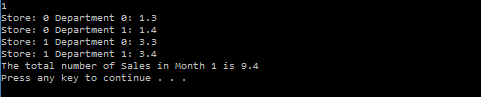 1
Store: 0 Department 0: 1.3
Store: 0 Department 1: 1.4
Store: 1 Department 0: 3.3
Store: 1 Department 1: 3.4
The total number of Sales in Month 1 is 9.4
Press any key to continue . . .